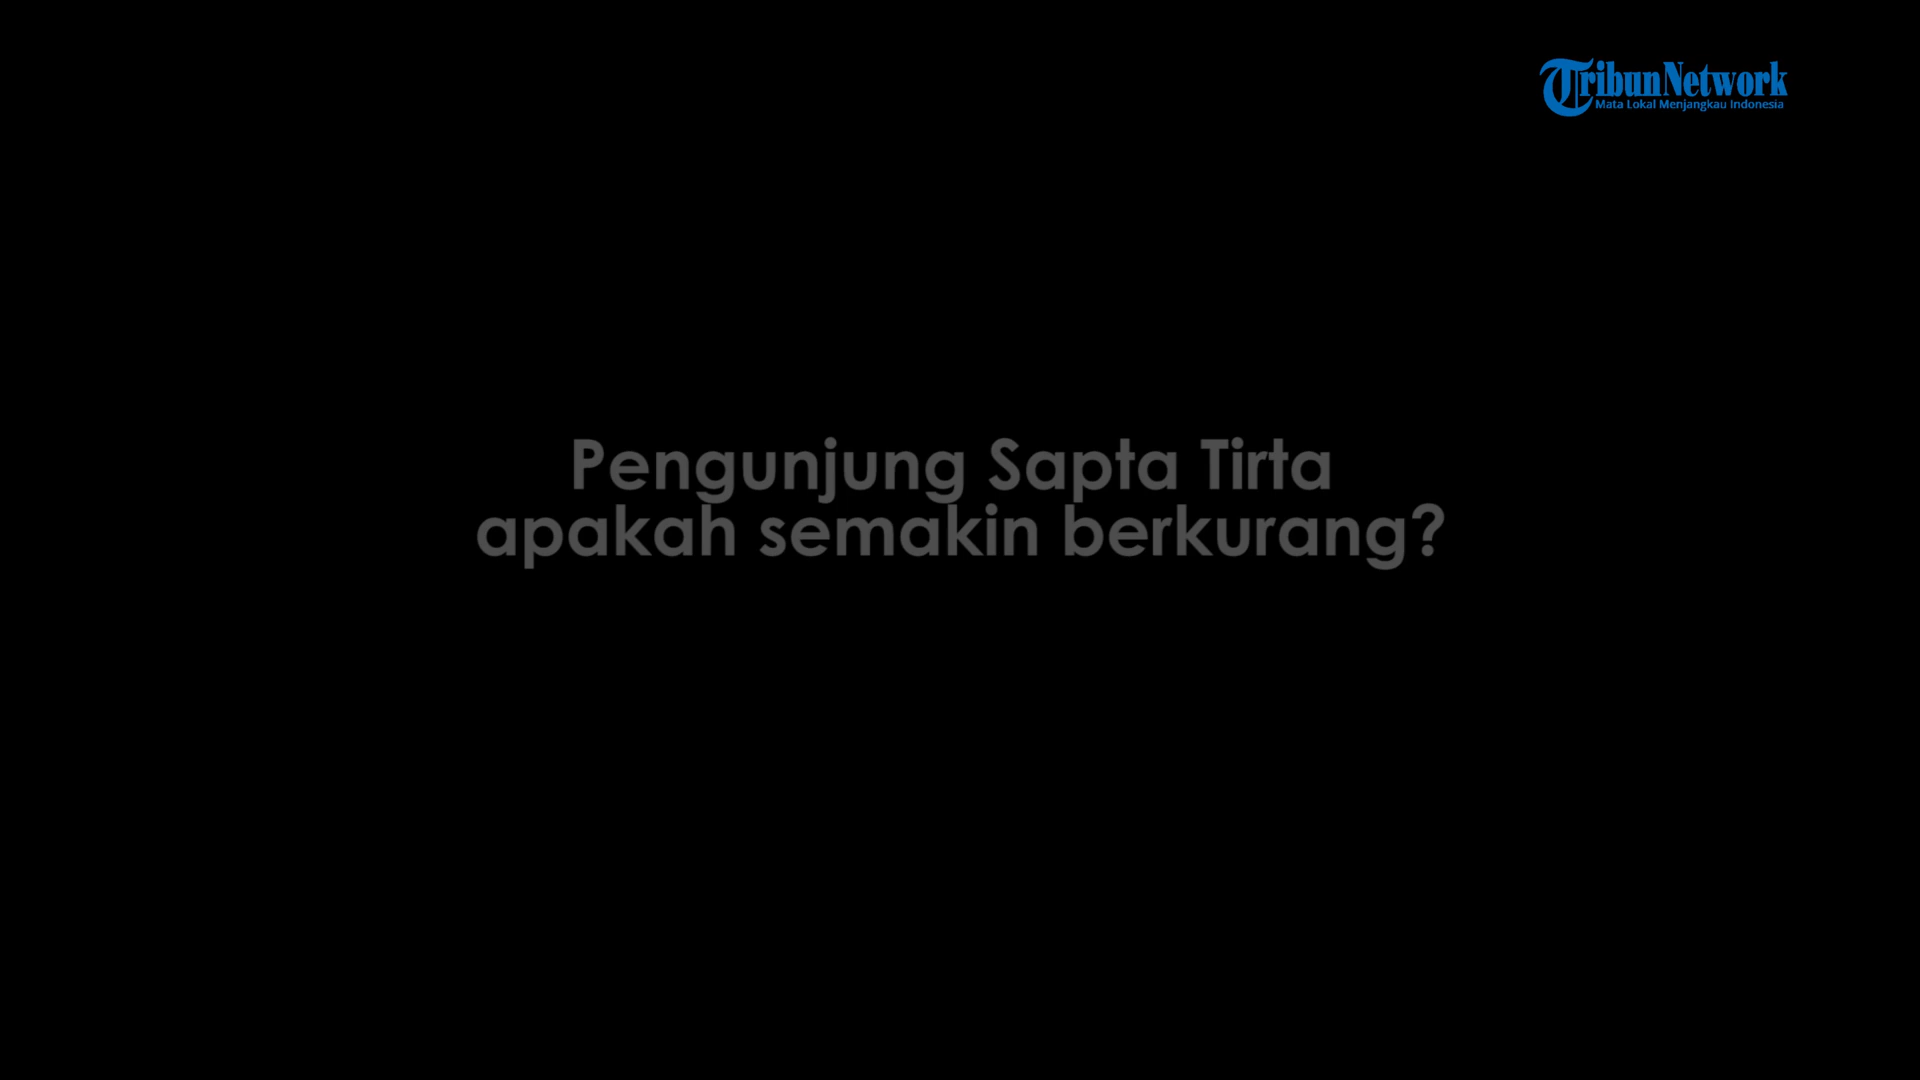 TribunNetwork
Mata Lokal Menjangkau Indonesia
Pengunjung Sapta Tirta
apakah semakin berkurang?